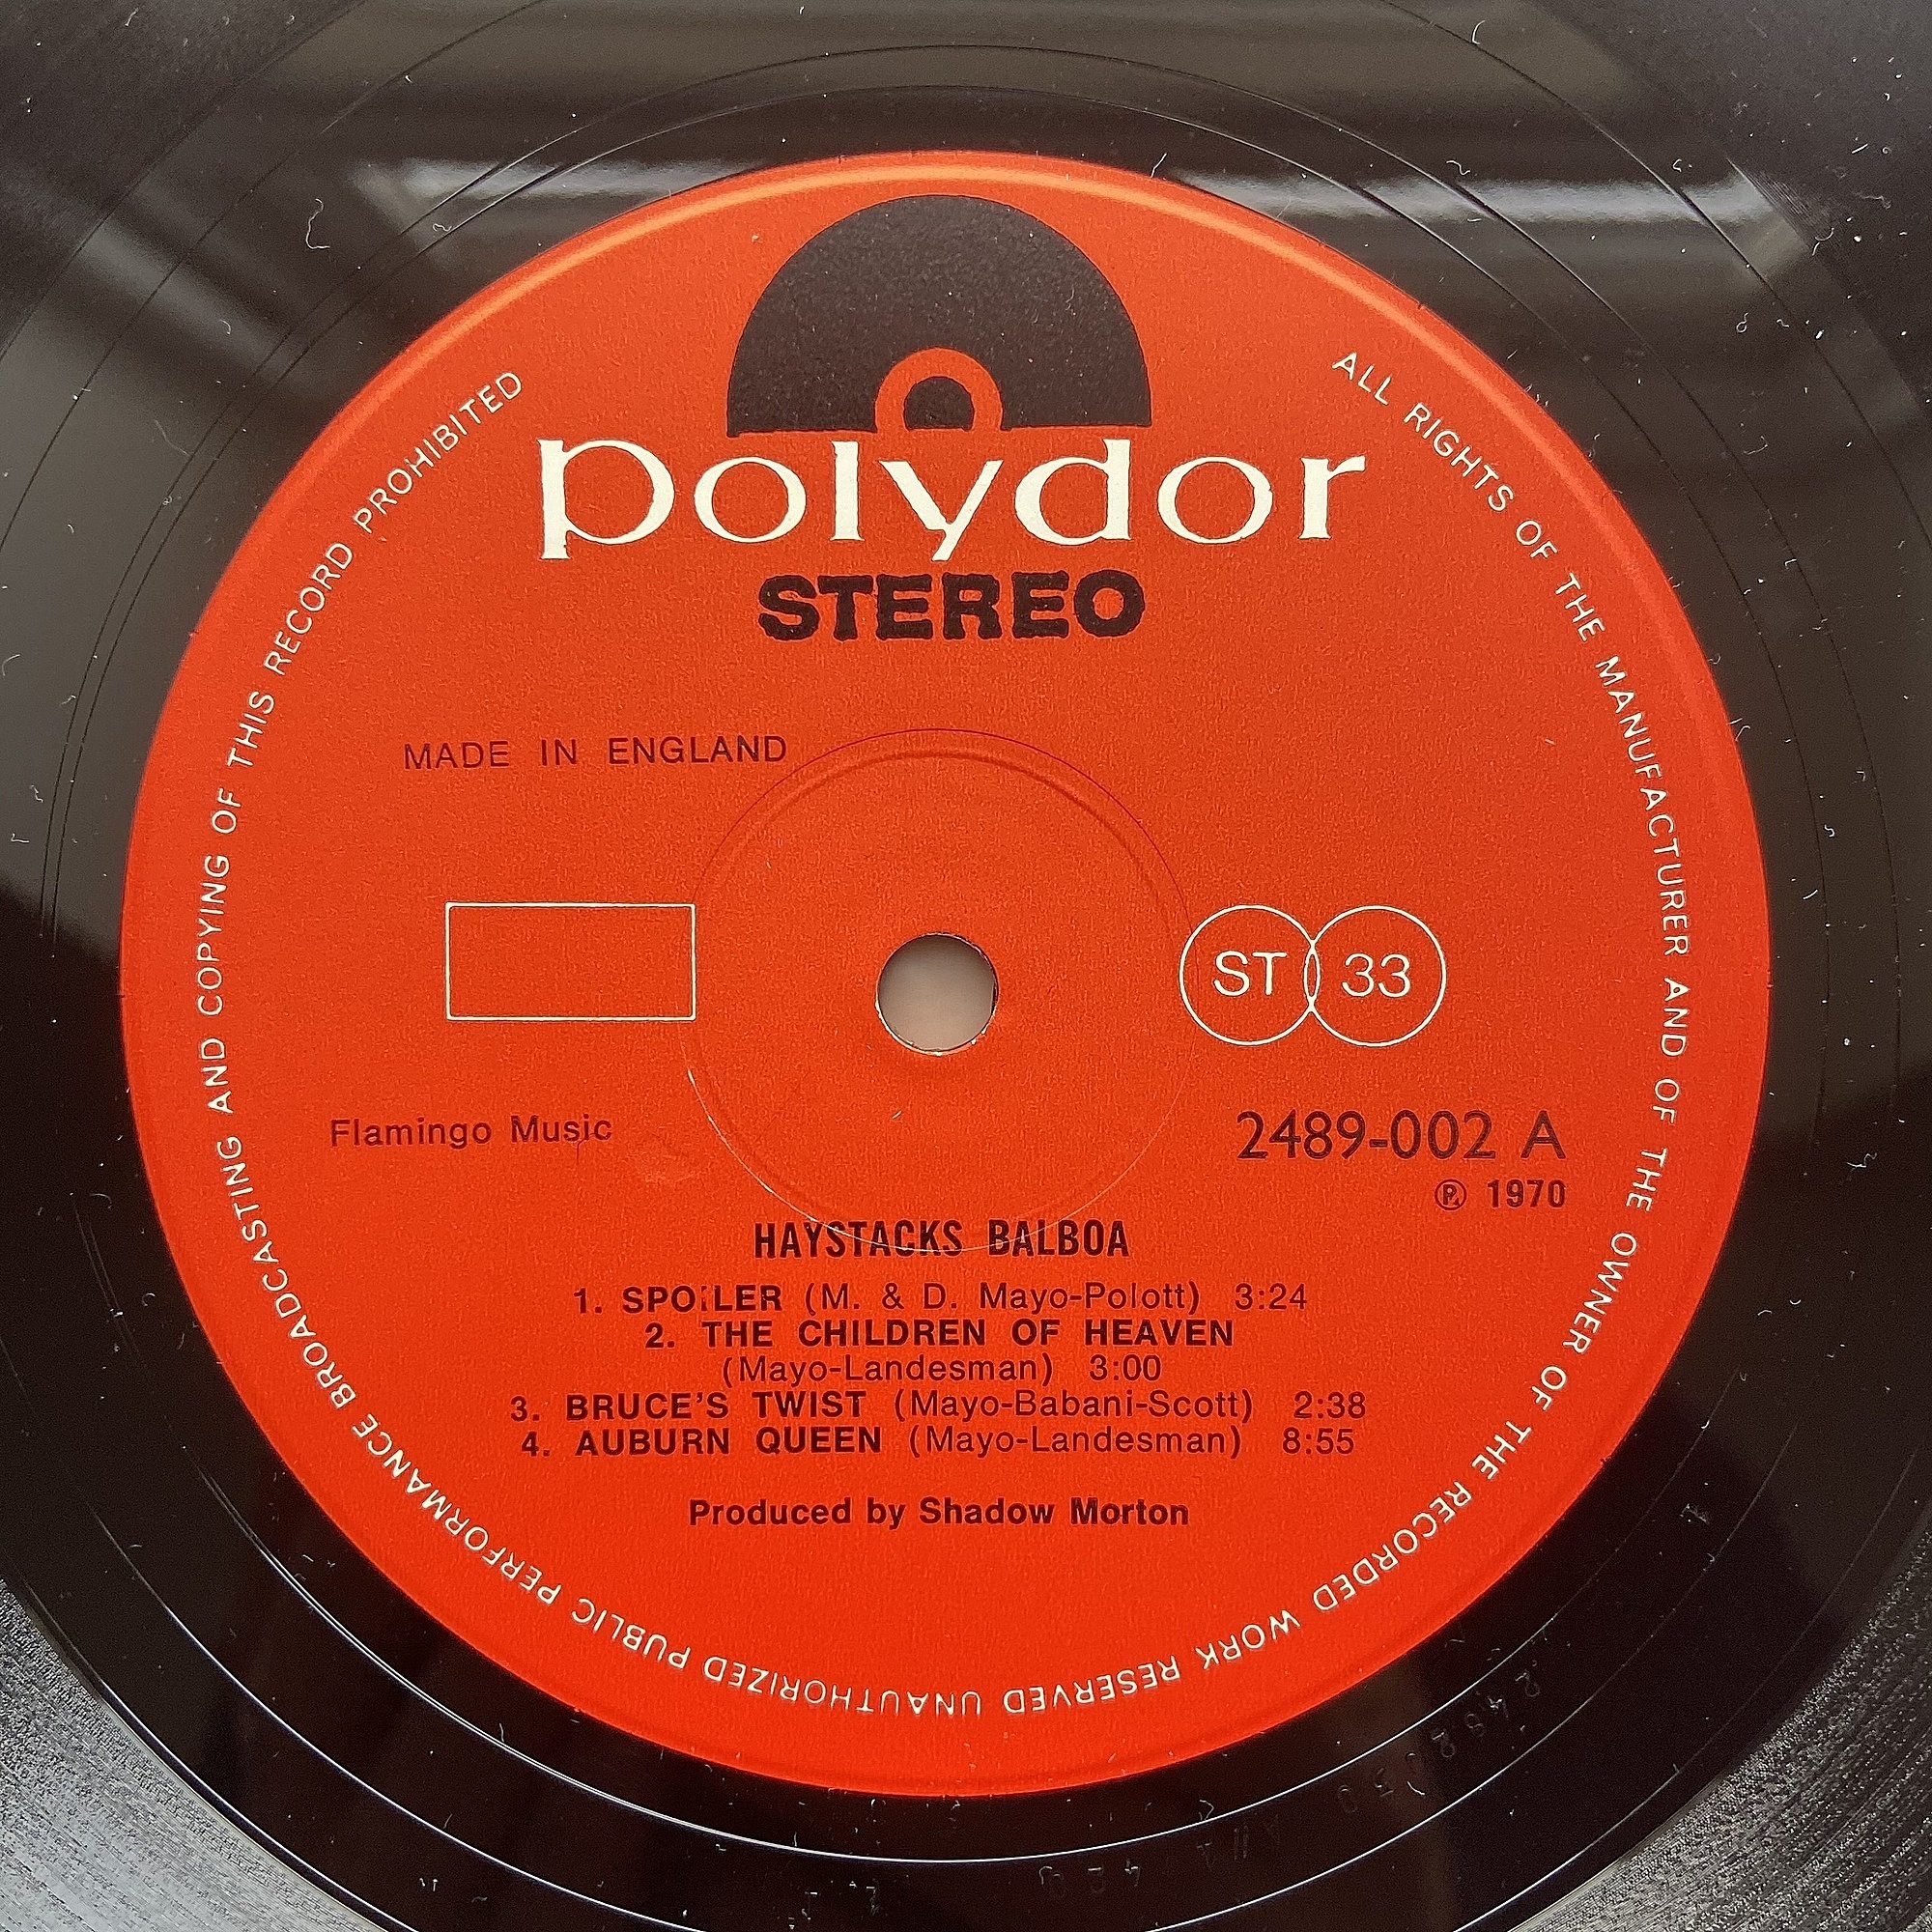 polydor
STEREO
MADE IN ENGLAND
ST 33
Flamingo Music
2489-002 A
℗ 1970
HAYSTACKS BALBOA
1. SPOILER (M. & D. Mayo-Polott) 3:24
2. THE CHILDREN OF HEAVEN
(Mayo-Landesman) 3:00
3. BRUCE'S TWIST (Mayo-Babani-Scott) 2:38
4. AUBURN QUEEN (Mayo-Landesman) 8:55
Produced by Shadow Morton
ALL RIGHTS OF THE MANUFACTURER AND OF THE OWNER OF THE RECORDED WORK RESERVED UNAUTHORIZED PUBLIC PERFORMANCE BROADCASTING AND COPYING OF THIS RECORD PROHIBITED